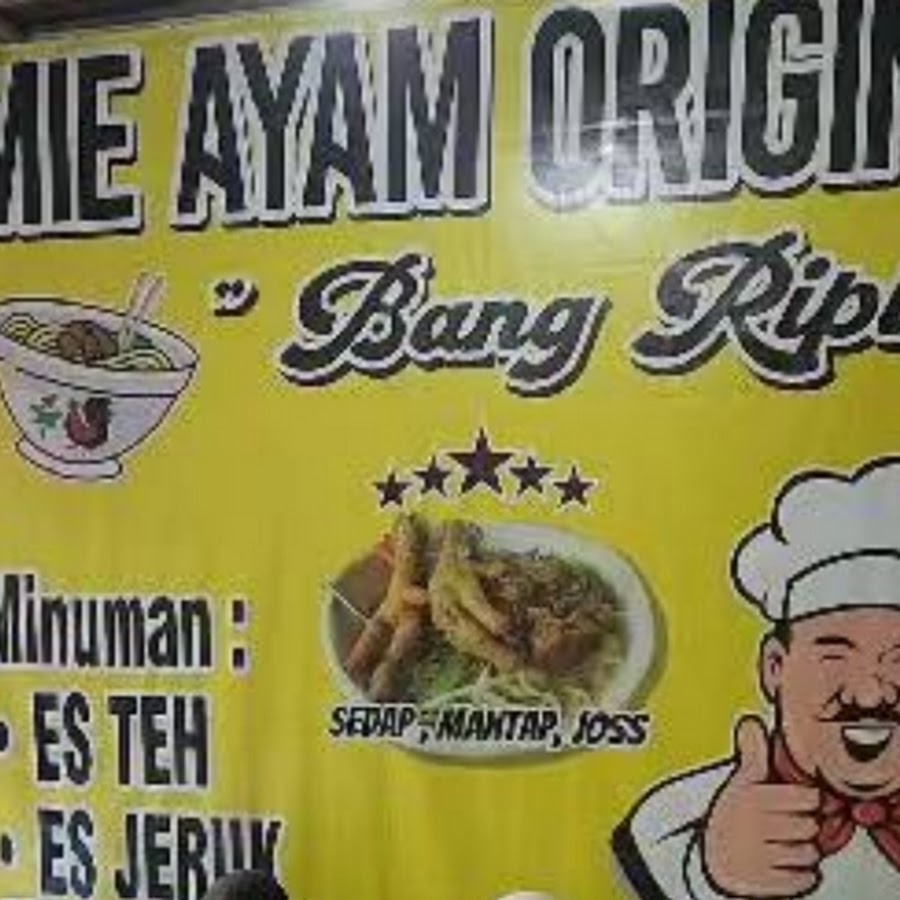 MIE AYAM ORIGIN
" Bang Rip
Minuman :
• ES TEH
• ES JERUK
SEDAP, MANTAP, JOSS